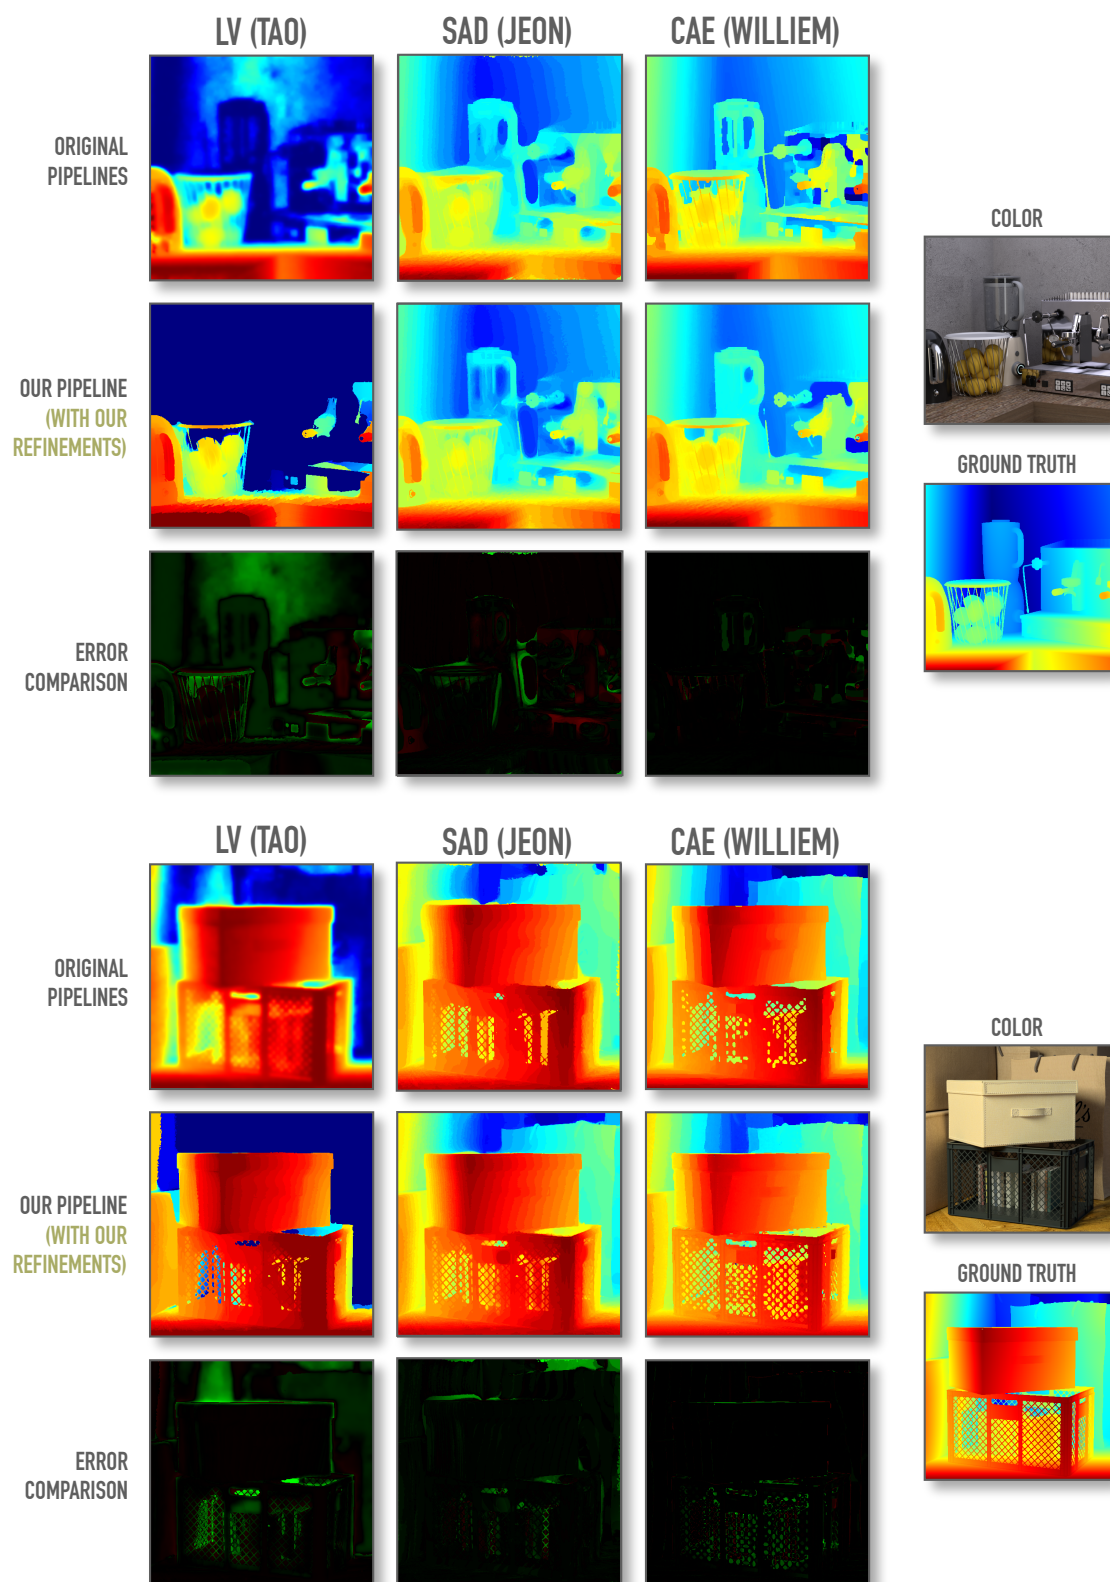 LV (TAO)
SAD (JEON)
CAE (WILLIEM)
ORIGINAL
PIPELINES
COLOR
OUR PIPELINE
(WITH OUR
REFINEMENTS)
GROUND TRUTH
ERROR
COMPARISON
LV (TAO)
SAD (JEON)
CAE (WILLIEM)
ORIGINAL
PIPELINES
COLOR
OUR PIPELINE
(WITH OUR
REFINEMENTS)
GROUND TRUTH
ERROR
COMPARISON